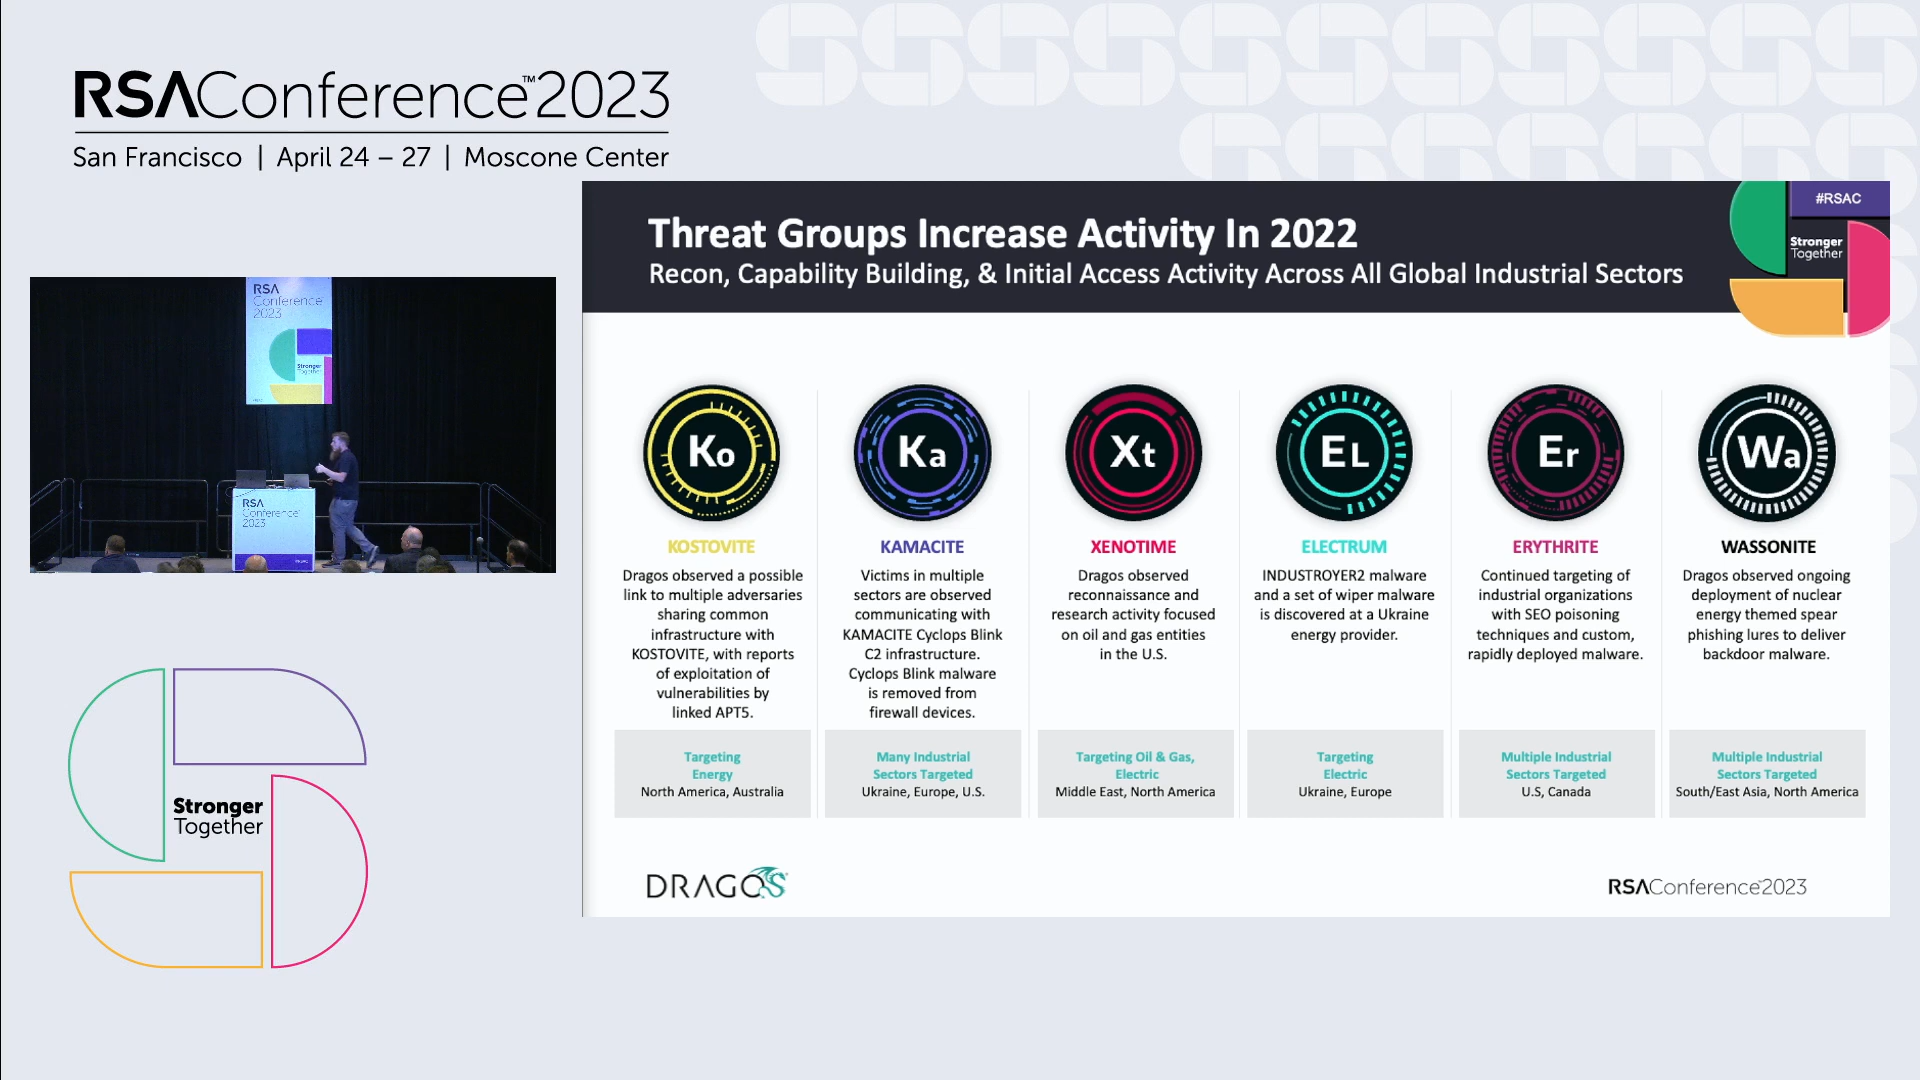 RSAConference™2023
San Francisco | April 24 – 27 | Moscone Center
#RSAC
Stronger
Together
Threat Groups Increase Activity In 2022
Recon, Capability Building, & Initial Access Activity Across All Global Industrial Sectors
RSA
Conference
2023
Stronger
Together
RSA
Conference
2023
Ko
KOSTOVITE
Dragos observed a possible
link to multiple adversaries
sharing common
infrastructure with
KOSTOVITE, with reports
of exploitation of
vulnerabilities by
linked APT5.
Targeting
Energy
North America, Australia
Ka
KAMACITE
Victims in multiple
sectors are observed
communicating with
KAMACITE Cyclops Blink
C2 infrastructure.
Cyclops Blink malware
is removed from
firewall devices.
Many Industrial
Sectors Targeted
Ukraine, Europe, U.S.
Xt
XENOTIME
Dragos observed
reconnaissance and
research activity focused
on oil and gas entities
in the U.S.
Targeting Oil & Gas,
Electric
Middle East, North America
EL
ELECTRUM
INDUSTROYER2 malware
and a set of wiper malware
is discovered at a Ukraine
energy provider.
Targeting
Electric
Ukraine, Europe
Er
ERYTHRITE
Continued targeting of
industrial organizations
with SEO poisoning
techniques and custom,
rapidly deployed malware.
Multiple Industrial
Sectors Targeted
U.S, Canada
Wa
WASSONITE
Dragos observed ongoing
deployment of nuclear
energy themed spear
phishing lures to deliver
backdoor malware.
Multiple Industrial
Sectors Targeted
South/East Asia, North America
Stronger
Together
DRAGOS
RSAConference™2023